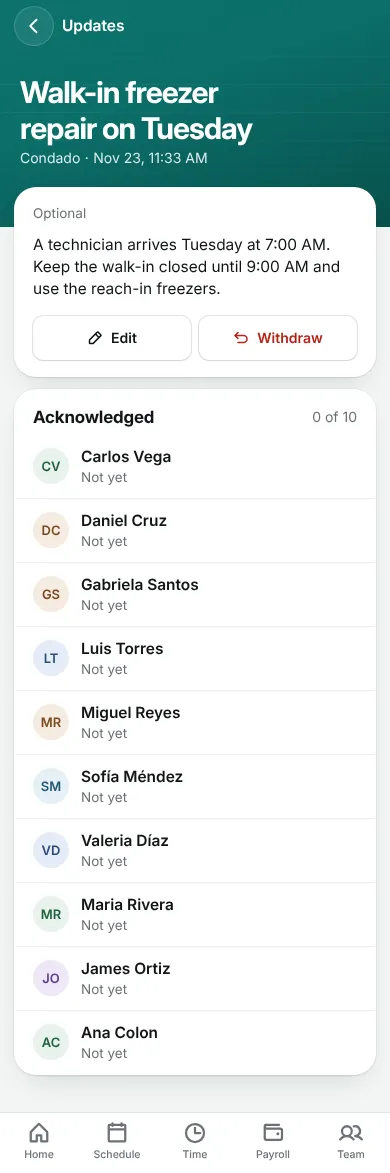 Updates
Walk-in freezer
repair on Tuesday
Condado · Nov 23, 11:33 AM
Optional
A technician arrives Tuesday at 7:00 AM.
Keep the walk-in closed until 9:00 AM and
use the reach-in freezers.
Edit
Withdraw
Acknowledged
0 of 10
CV
Carlos Vega
Not yet
DC
Daniel Cruz
Not yet
GS
Gabriela Santos
Not yet
LT
Luis Torres
Not yet
MR
Miguel Reyes
Not yet
SM
Sofía Méndez
Not yet
VD
Valeria Díaz
Not yet
MR
Maria Rivera
Not yet
JO
James Ortiz
Not yet
AC
Ana Colon
Not yet
Home
Schedule
Time
Payroll
Team